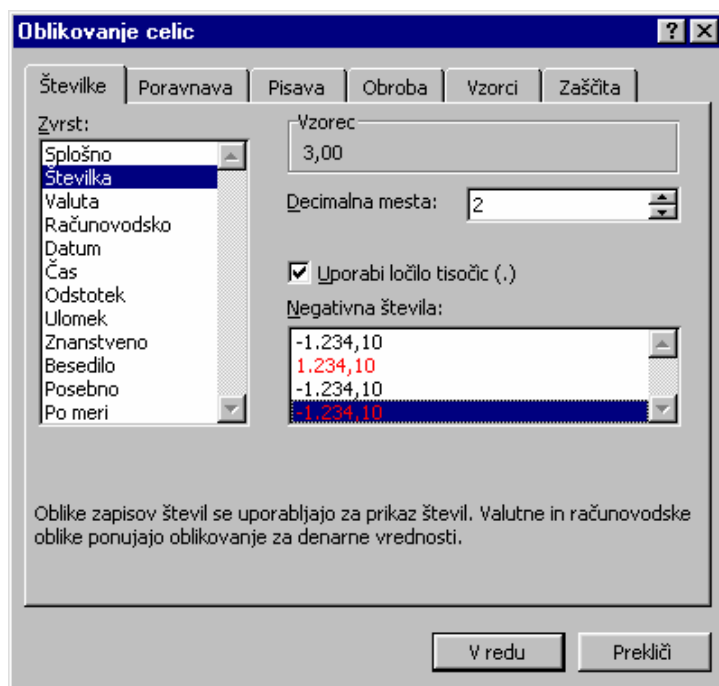 Oblikovanje celic
Številke Poravnava Pisava Obroba Vzorci Zaščita
Zvrst:
Splošno
Številka
Valuta
Računovodsko
Datum
Čas
Odstotek
Ulomek
Znanstveno
Besedilo
Posebno
Po meri
Vzorec
3,00
Decimalna mesta: 2
Uporabi ločilo tisočic (.)
Negativna števila:
-1.234,10
1.234,10
-1.234,10
-1.234,10
Oblike zapisov števil se uporabljajo za prikaz števil. Valutne in računovodske
oblike ponujajo oblikovanje za denarne vrednosti.
V redu Prekliči